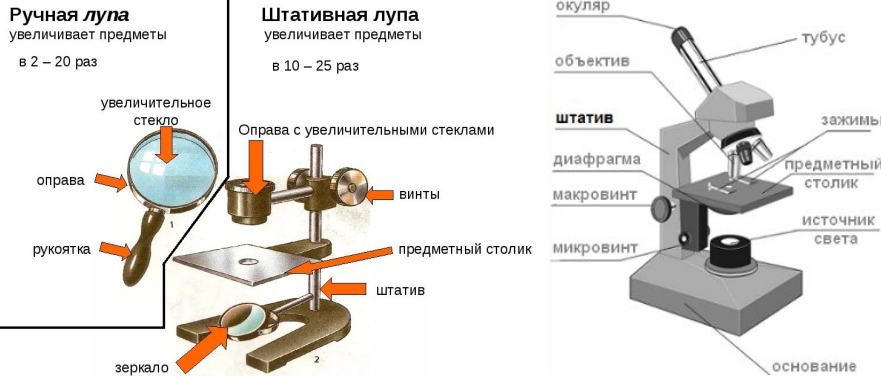 Ручная лупа
увеличивает предметы
в 2 – 20 раз
увеличительное
стекло
оправа
рукоятка
1
Штативная лупа
увеличивает предметы
в 10 – 25 раз
Оправа с увеличительными стеклами
винты
предметный столик
штатив
зеркало
2
окуляр
тубус
объектив
штатив
зажимы
диафрагма
предметный
столик
макровинт
источник
света
микровинт
основание